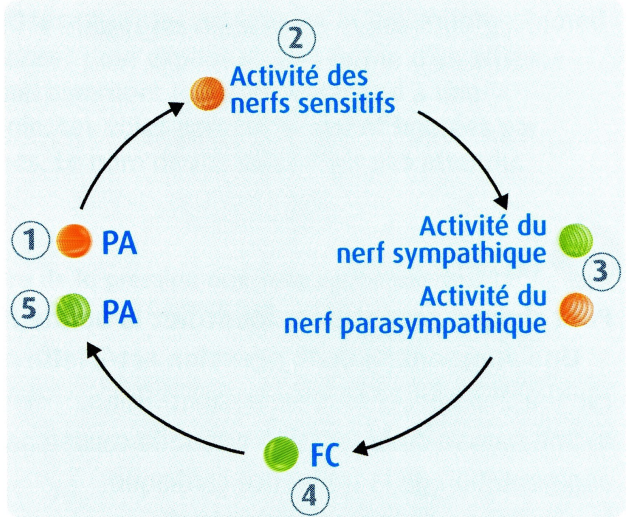 2
Activité des
nerfs sensitifs
1 PA
Activité du
nerf sympathique
3
Activité du
nerf parasympathique
5 PA
FC
4